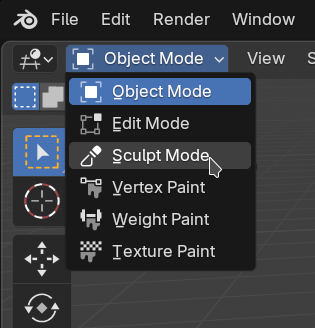 File Edit Render Window
Object Mode View
Object Mode
Edit Mode
Sculpt Mode
Vertex Paint
Weight Paint
Texture Paint